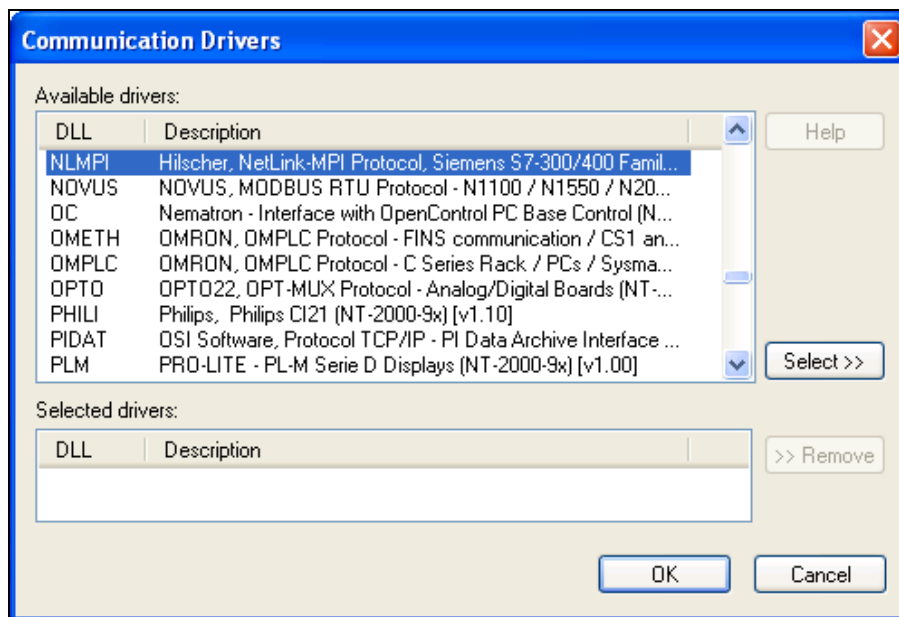 Communication Drivers
Available drivers:
DLL Description
Help
NLMPI Hilscher, NetLink-MPI Protocol, Siemens S7-300/400 Famil...
NOVUS NOVUS, MODBUS RTU Protocol - N1100 / N1550 / N20...
OC Nematron - Interface with OpenControl PC Base Control (N...
OMETH OMRON, OMPLC Protocol - FINS communication / CS1 an...
OMPLC OMRON, OMPLC Protocol - C Series Rack / PCs / Sysma...
OPTO OPTO22, OPT-MUX Protocol - Analog/Digital Boards (NT-...
PHILI Philips, Philips CI21 (NT-2000-9x) [v1.10]
PIDAT OSI Software, Protocol TCP/IP - PI Data Archive Interface ...
PLM PRO-LITE - PL-M Serie D Displays (NT-2000-9x) [v1.00]
Select >>
Selected drivers:
DLL Description
>> Remove
OK Cancel